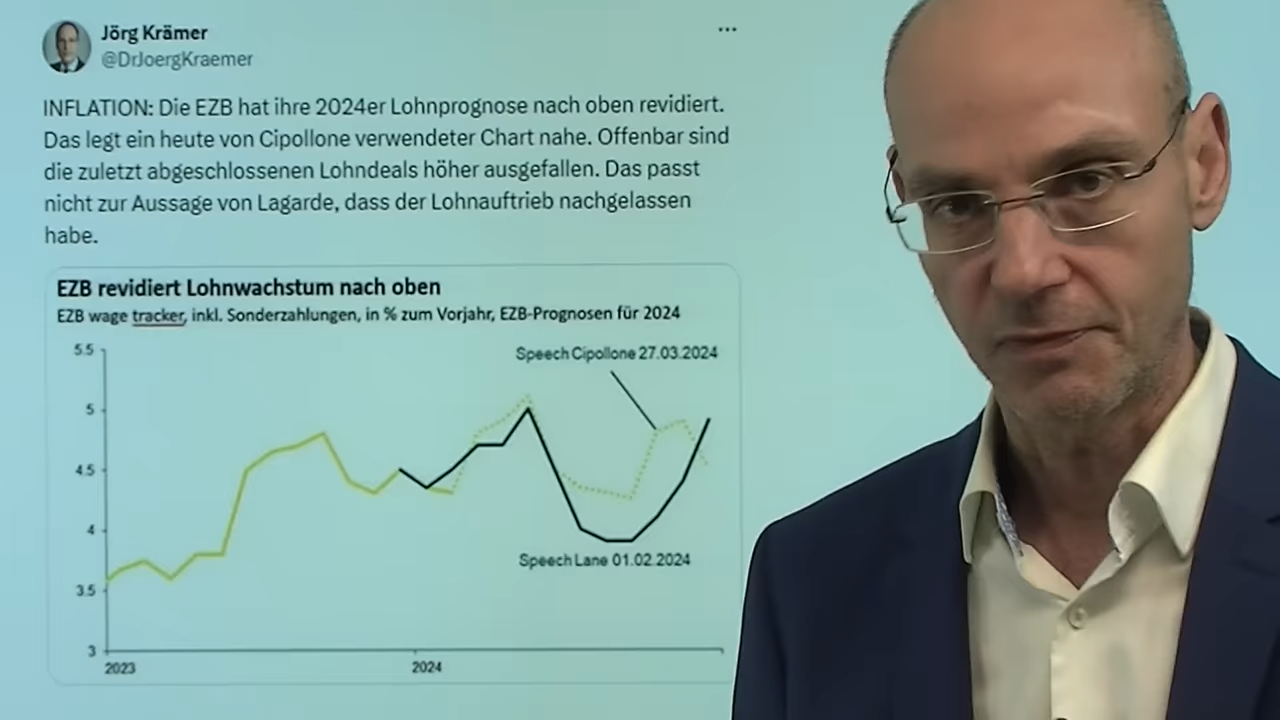 Jörg Krämer
@DrJoergKraemer
...
INFLATION: Die EZB hat ihre 2024er Lohnprognose nach oben revidiert.
Das legt ein heute von Cipollone verwendeter Chart nahe. Offenbar sind
die zuletzt abgeschlossenen Lohndeals höher ausgefallen. Das passt
nicht zur Aussage von Lagarde, dass der Lohnauftrieb nachgelassen
habe.
EZB revidiert Lohnwachstum nach oben
EZB wage tracker, inkl. Sonderzahlungen, in % zum Vorjahr, EZB-Prognosen für 2024
5.5
Speech Cipollone 27.03.2024
5
4.5
4
Speech Lane 01.02.2024
3.5
3
2023
2024